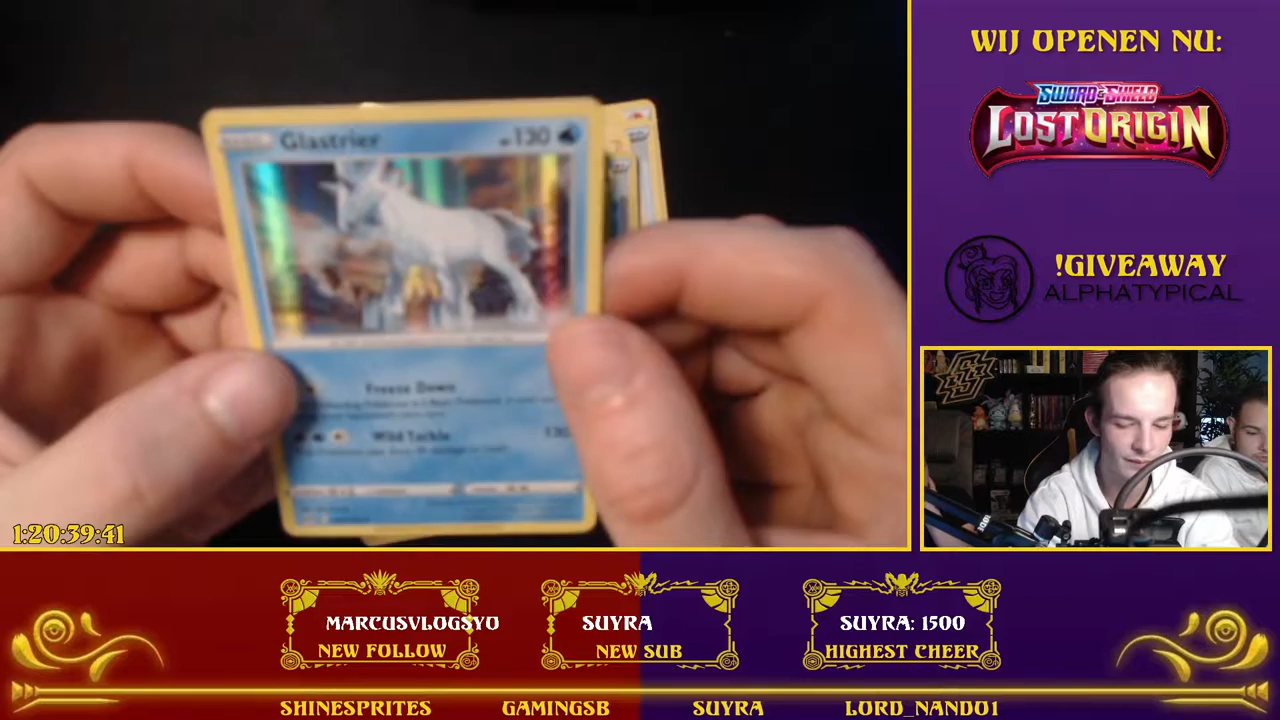 Glastrier
130
Freeze Down
Wild Tackle
130
1:20:39:41
WIJ OPENEN NU:
SWORD & SHIELD
LOST ORIGIN
!GIVEAWAY
ALPHATYPICAL
MARCUSVLOGSYO
NEW FOLLOW
SUYRA
NEW SUB
SUYRA: 1500
HIGHEST CHEER
SHINESPRITES
GAMINGSB
SUYRA
LORD_NANDO1